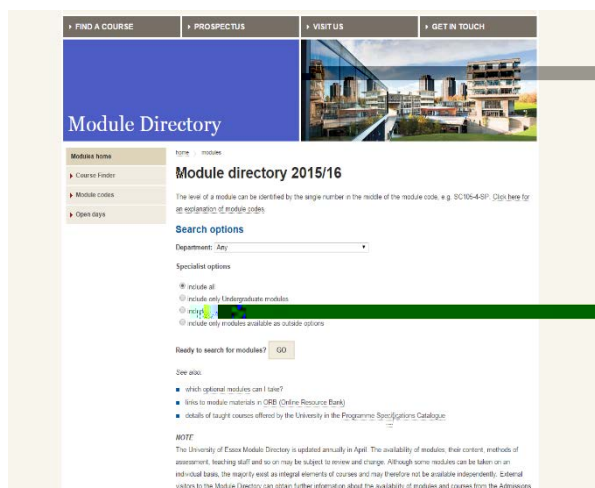 FIND A COURSE
PROSPECTUS
VISIT US
GET IN TOUCH
Module Directory
Modules home
Course Finder
Module codes
Open days
home modules
Module directory 2015/16
The level of a module can be identified by the single number in the middle of the module code, e.g. SC105-4-SP. Click here for
an explanation of module codes.
Search options
Department: Any
Specialist options
include all
include only Undergraduate modules
include only modules available as outside options
Ready to search for modules? GO
See also:
which optional modules can I take?
links to module materials in ORB (Online Resource Bank)
details of taught courses offered by the University in the Programme Specifications Catalogue
NOTE
The University of Essex Module Directory is updated annually in April. The availability of modules, their content, methods of
assessment, teaching staff and so on may be subject to review and change. Although some modules can be taken on an
individual basis, the majority exist as integral elements of courses and may therefore not be available independently. External
visitors to the Module Directory can obtain further information about the availability of modules and courses from the Admissions